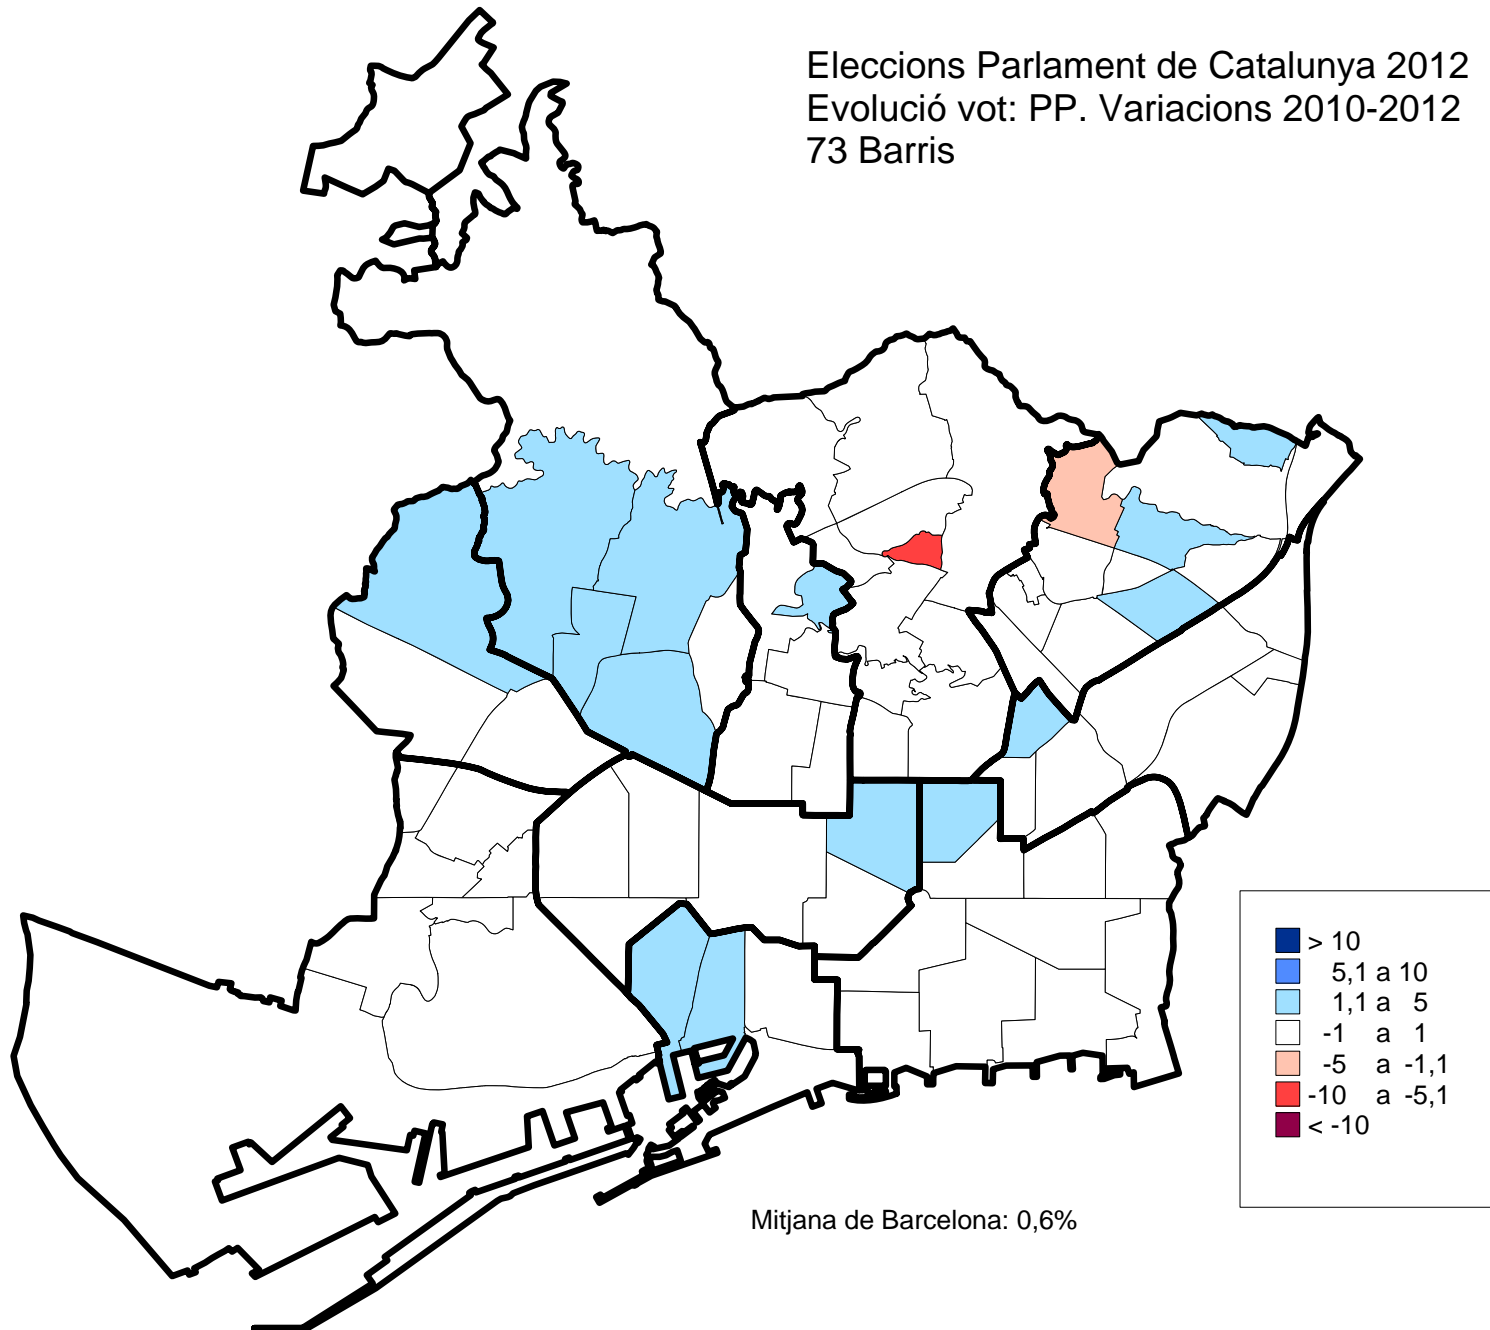 Eleccions Parlament de Catalunya 2012
Evolució vot: PP. Variacions 2010-2012
73 Barris
> 10
5,1 a 10
1,1 a 5
-1 a 1
-5 a -1,1
-10 a -5,1
< -10
Mitjana de Barcelona: 0,6%